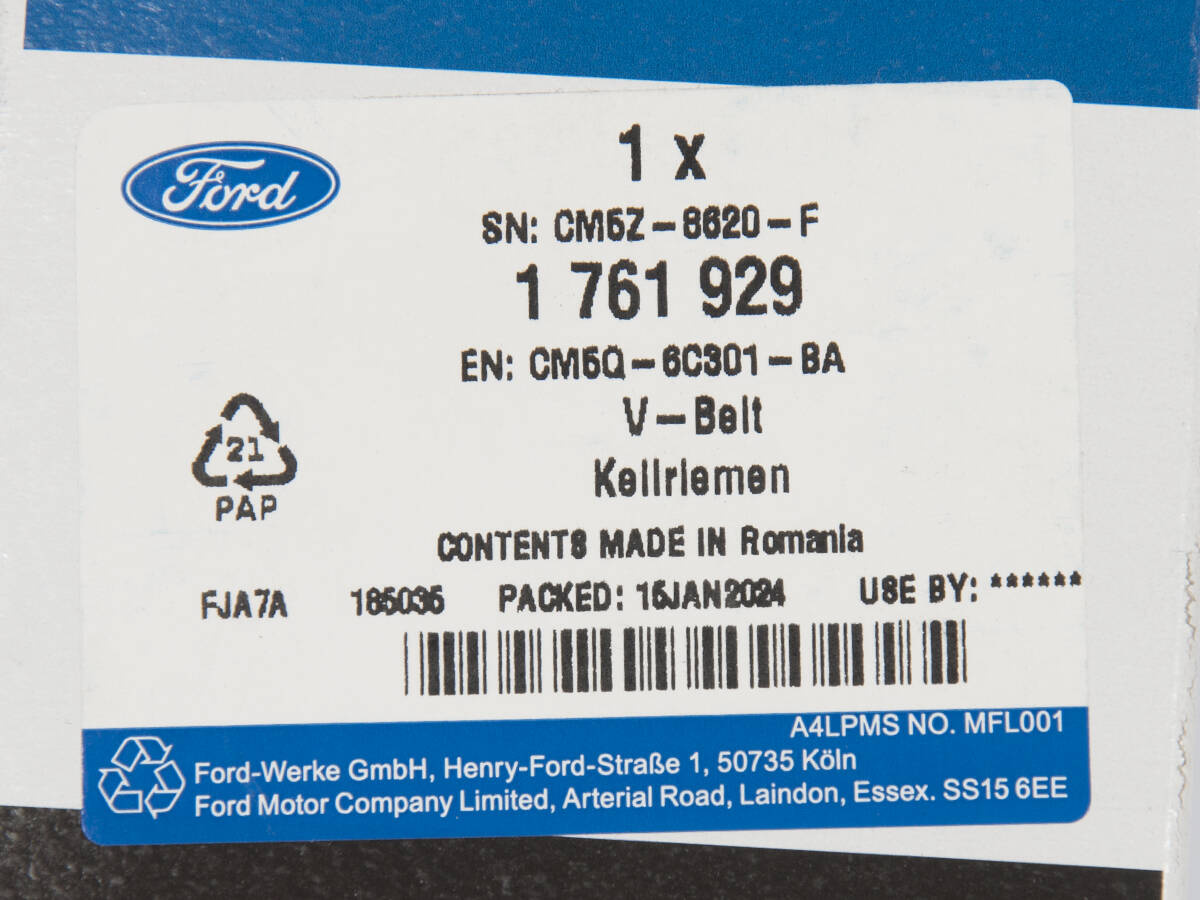 Ford
1 x
SN: CM5Z-8620-F
1 761 929
EN: CM5Q-6C301-BA
V-Belt
Keilriemen
21
PAP
CONTENTS MADE IN Romania
FJA7A 185035 PACKED: 15JAN2024 USE BY: ******
A4LPMS NO. MFL001
Ford-Werke GmbH, Henry-Ford-Straße 1, 50735 Köln
Ford Motor Company Limited, Arterial Road, Laindon, Essex. SS15 6EE